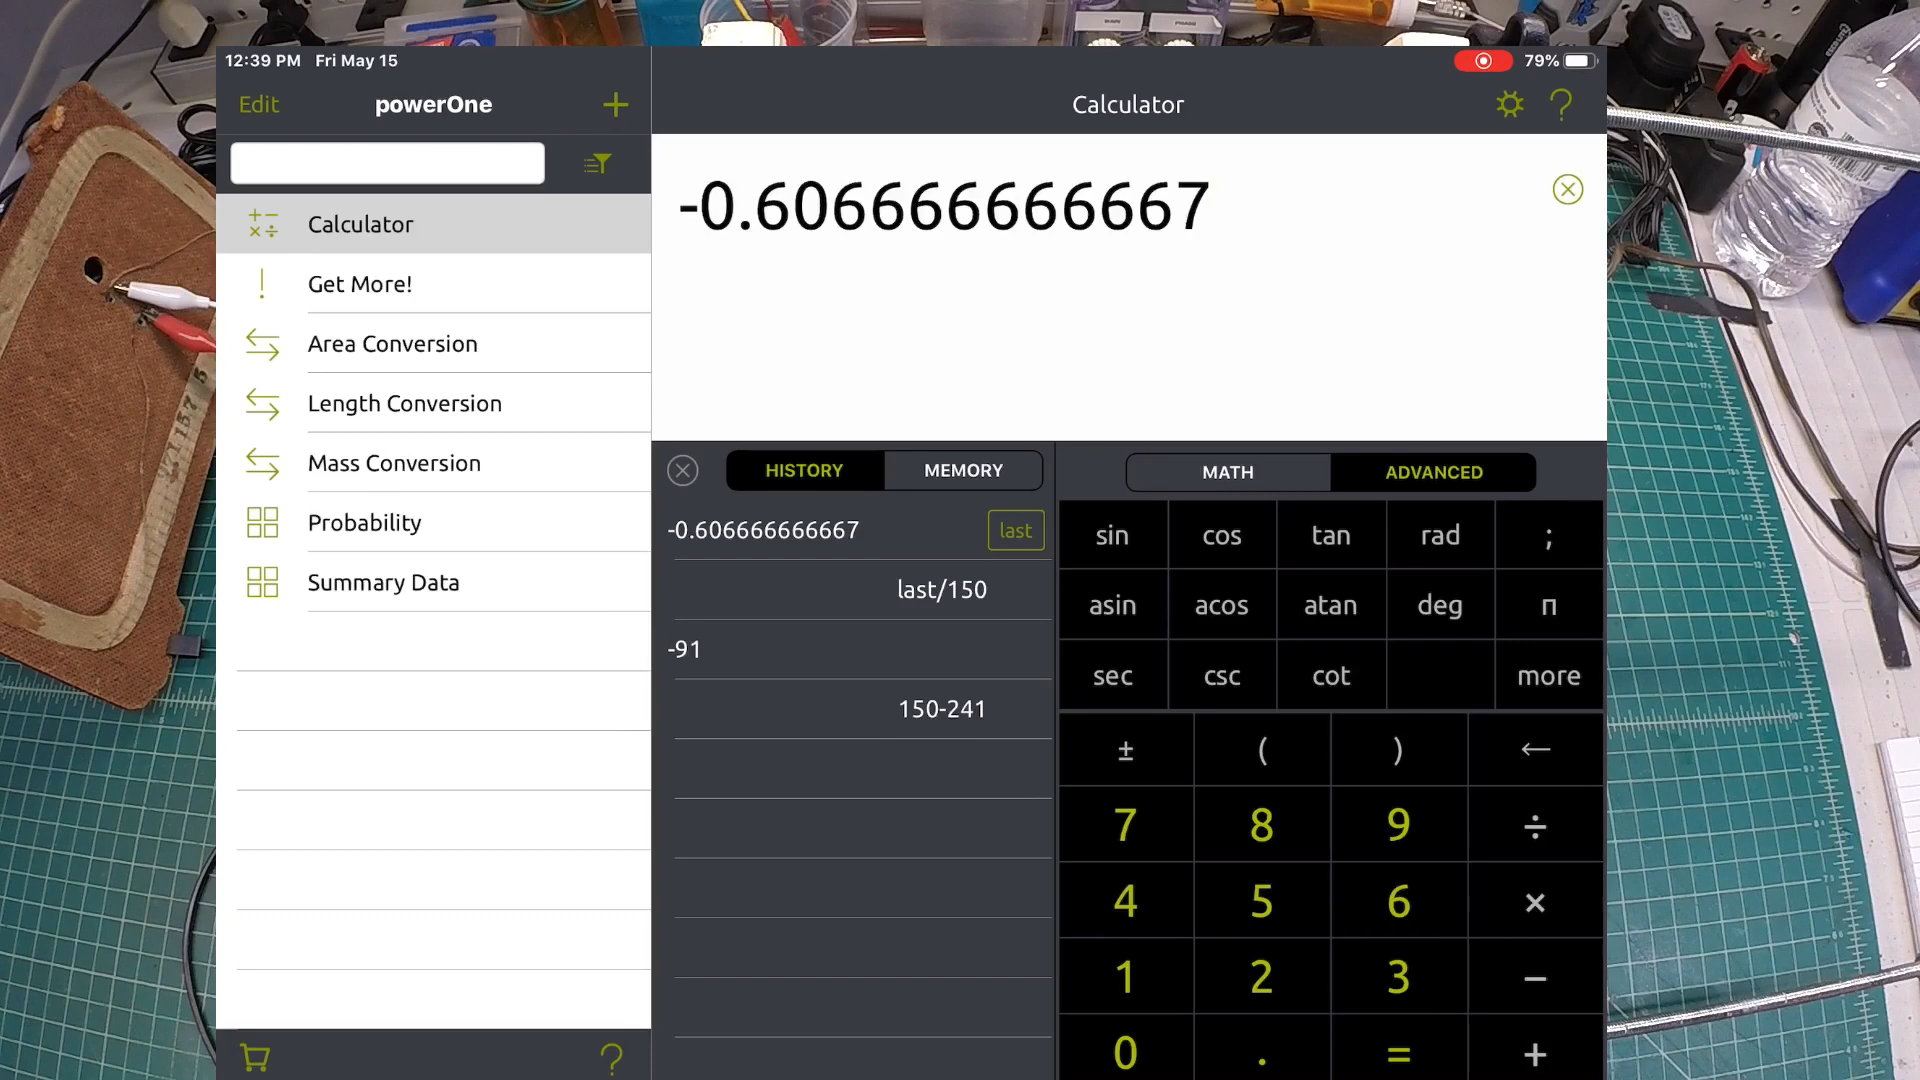 12:39 PM Fri May 15
79%
Edit
powerOne
+
Calculator
?
Calculator
Get More!
Area Conversion
Length Conversion
Mass Conversion
Probability
Summary Data
?
-0.606666666667
HISTORY
MEMORY
-0.606666666667
last
last/150
-91
150-241
MATH
ADVANCED
sin cos tan rad ;
asin acos atan deg π
sec csc cot more
± ( ) ←
7 8 9 ÷
4 5 6 ×
1 2 3 −
0 . = +